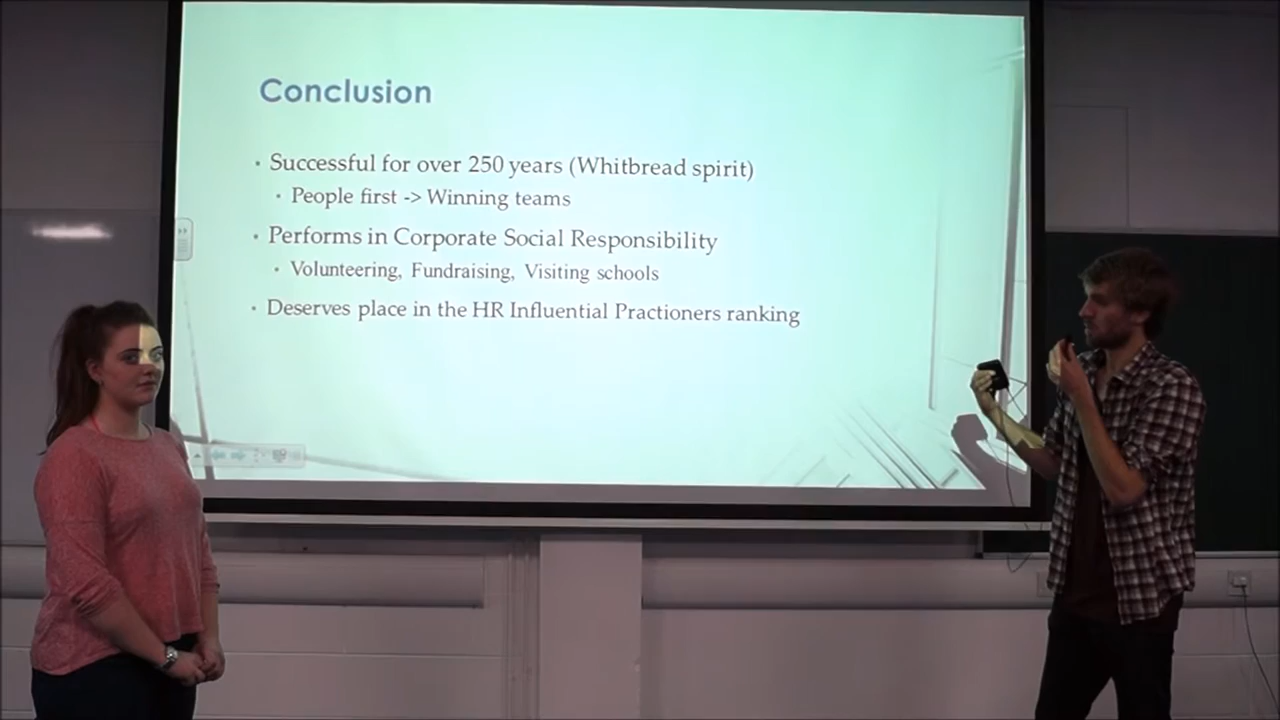 Conclusion
Successful for over 250 years (Whitbread spirit)
People first -> Winning teams
Performs in Corporate Social Responsibility
Volunteering, Fundraising, Visiting schools
Deserves place in the HR Influential Practioners ranking